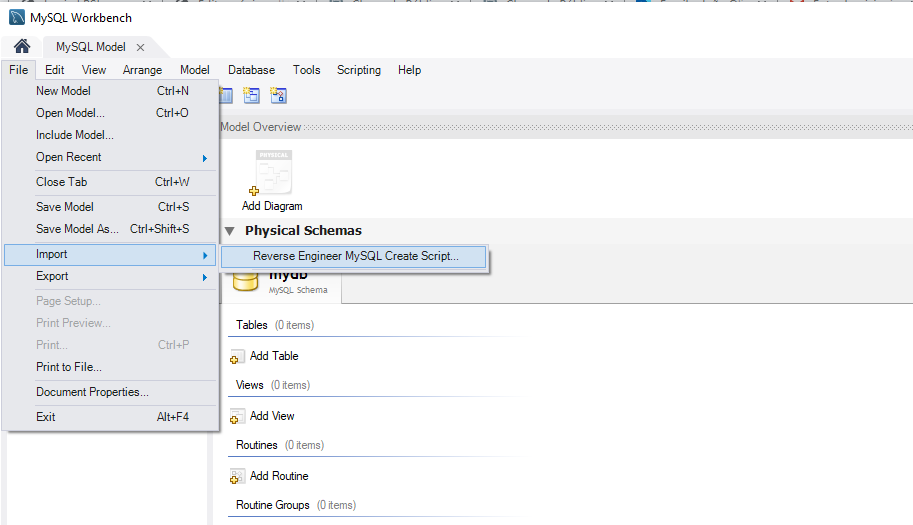 MySQL Workbench
MySQL Model
File Edit View Arrange Model Database Tools Scripting Help
New Model Ctrl+N
Open Model... Ctrl+O
Include Model...
Open Recent
Close Tab Ctrl+W
Save Model Ctrl+S
Save Model As... Ctrl+Shift+S
Import
Export
Page Setup...
Print Preview...
Print... Ctrl+P
Print to File...
Document Properties...
Exit Alt+F4
Reverse Engineer MySQL Create Script...
Model Overview
PHYSICAL
Add Diagram
Physical Schemas
mydb
MySQL Schema
Tables (0 items)
Add Table
Views (0 items)
Add View
Routines (0 items)
Add Routine
Routine Groups (0 items)